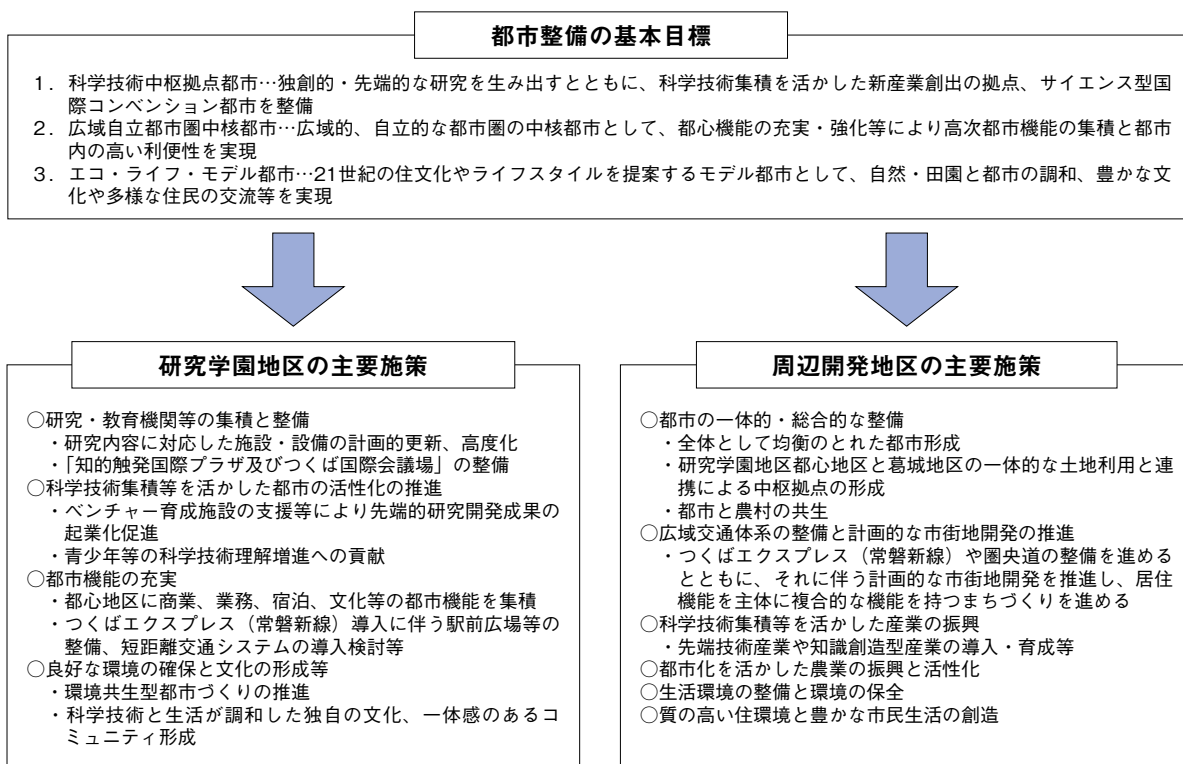 都市整備の基本目標
1．科学技術中枢拠点都市…独創的・先端的な研究を生み出すとともに、科学技術集積を活かした新産業創出の拠点、サイエンス型国
際コンベンション都市を整備
2．広域自立都市圏中核都市…広域的、自立的な都市圏の中核都市として、都心機能の充実・強化等により高次都市機能の集積と都市
内の高い利便性を実現
3．エコ・ライフ・モデル都市…21世紀の住文化やライフスタイルを提案するモデル都市として、自然・田園と都市の調和、豊かな文
化や多様な住民の交流等を実現
研究学園地区の主要施策
○研究・教育機関等の集積と整備
・研究内容に対応した施設・設備の計画的更新、高度化
・「知的触発国際プラザ及びつくば国際会議場」の整備
○科学技術集積等を活かした都市の活性化の推進
・ベンチャー育成施設の支援等により先端的研究開発成果の
起業化促進
・青少年等の科学技術理解増進への貢献
○都市機能の充実
・都心地区に商業、業務、宿泊、文化等の都市機能を集積
・つくばエクスプレス（常磐新線）導入に伴う駅前広場等の
整備、短距離交通システムの導入検討等
○良好な環境の確保と文化の形成等
・環境共生型都市づくりの推進
・科学技術と生活が調和した独自の文化、一体感のあるコ
ミュニティ形成
周辺開発地区の主要施策
○都市の一体的・総合的な整備
・全体として均衡のとれた都市形成
・研究学園地区都心地区と葛城地区の一体的な土地利用と連
携による中枢拠点の形成
・都市と農村の共生
○広域交通体系の整備と計画的な市街地開発の推進
・つくばエクスプレス（常磐新線）や圏央道の整備を進める
とともに、それに伴う計画的な市街地開発を推進し、居住
機能を主体に複合的な機能を持つまちづくりを進める
○科学技術集積等を活かした産業の振興
・先端技術産業や知識創造型産業の導入・育成等
○都市化を活かした農業の振興と活性化
○生活環境の整備と環境の保全
○質の高い住環境と豊かな市民生活の創造